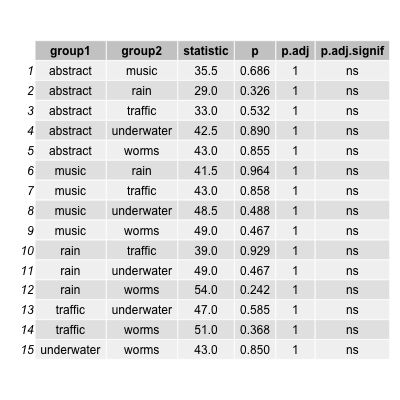 group1 group2 statistic p p.adj p.adj.signif
1 abstract music 35.5 0.686 1 ns
2 abstract rain 29.0 0.326 1 ns
3 abstract traffic 33.0 0.532 1 ns
4 abstract underwater 42.5 0.890 1 ns
5 abstract worms 43.0 0.855 1 ns
6 music rain 41.5 0.964 1 ns
7 music traffic 43.0 0.858 1 ns
8 music underwater 48.5 0.488 1 ns
9 music worms 49.0 0.467 1 ns
10 rain traffic 39.0 0.929 1 ns
11 rain underwater 49.0 0.467 1 ns
12 rain worms 54.0 0.242 1 ns
13 traffic underwater 47.0 0.585 1 ns
14 traffic worms 51.0 0.368 1 ns
15 underwater worms 43.0 0.850 1 ns